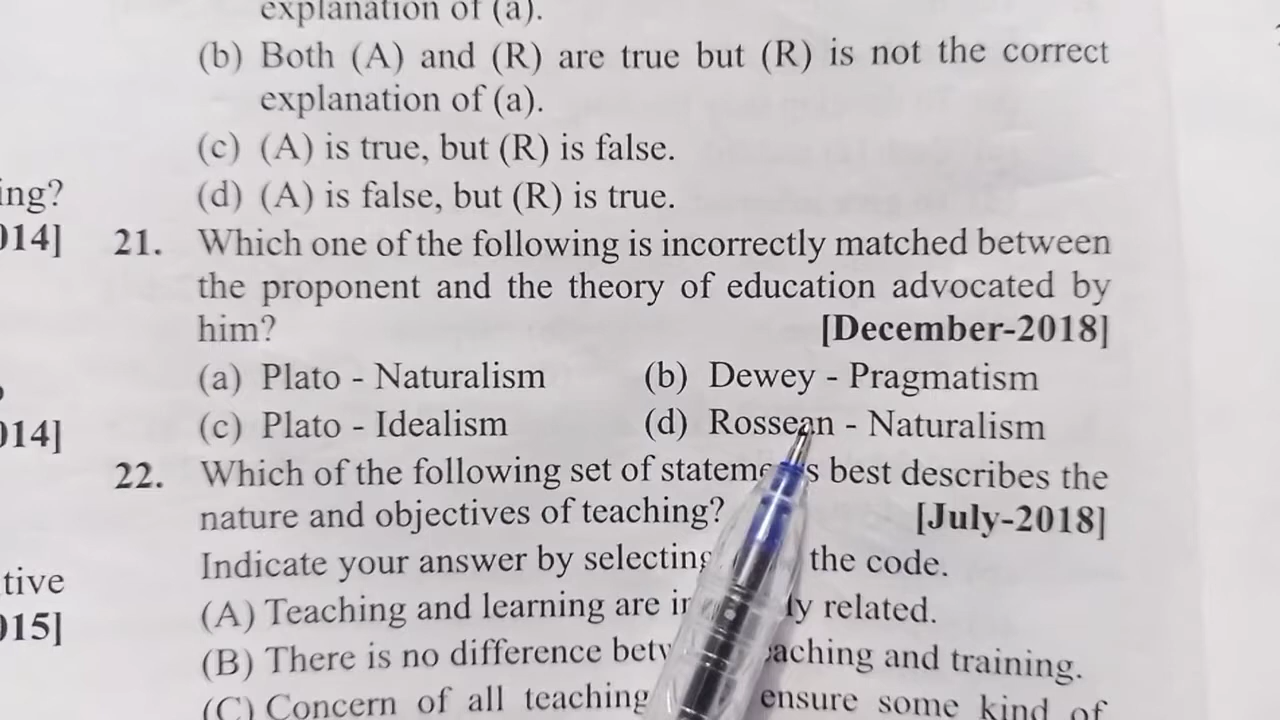 explanation of (a).
(b) Both (A) and (R) are true but (R) is not the correct
explanation of (a).
(c) (A) is true, but (R) is false.
(d) (A) is false, but (R) is true.
ing?
014]
21. Which one of the following is incorrectly matched between
the proponent and the theory of education advocated by
him? [December-2018]
(a) Plato - Naturalism (b) Dewey - Pragmatism
(c) Plato - Idealism (d) Rossean - Naturalism
014]
22. Which of the following set of stateme s best describes the
nature and objectives of teaching? [July-2018]
Indicate your answer by selecting the code.
(A) Teaching and learning are in ly related.
(B) There is no difference betw eaching and training.
(C) Concern of all teaching ensure some kind of
tive
015]